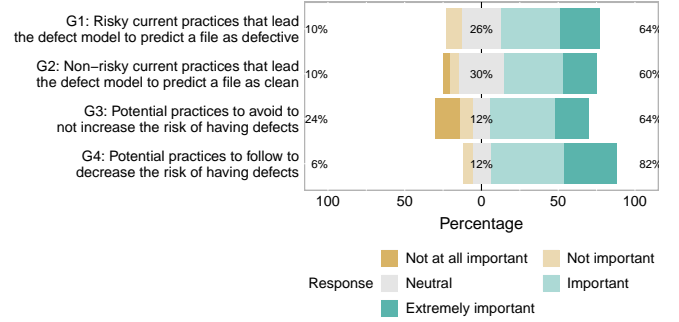 G1: Risky current practices that lead
the defect model to predict a file as defective
10% 26% 64%
G2: Non−risky current practices that lead
the defect model to predict a file as clean
10% 30% 60%
G3: Potential practices to avoid to
not increase the risk of having defects
24% 12% 64%
G4: Potential practices to follow to
decrease the risk of having defects
6% 12% 82%
100 50 0 50 100
Percentage
Not at all important Not important
Response Neutral Important
Extremely important